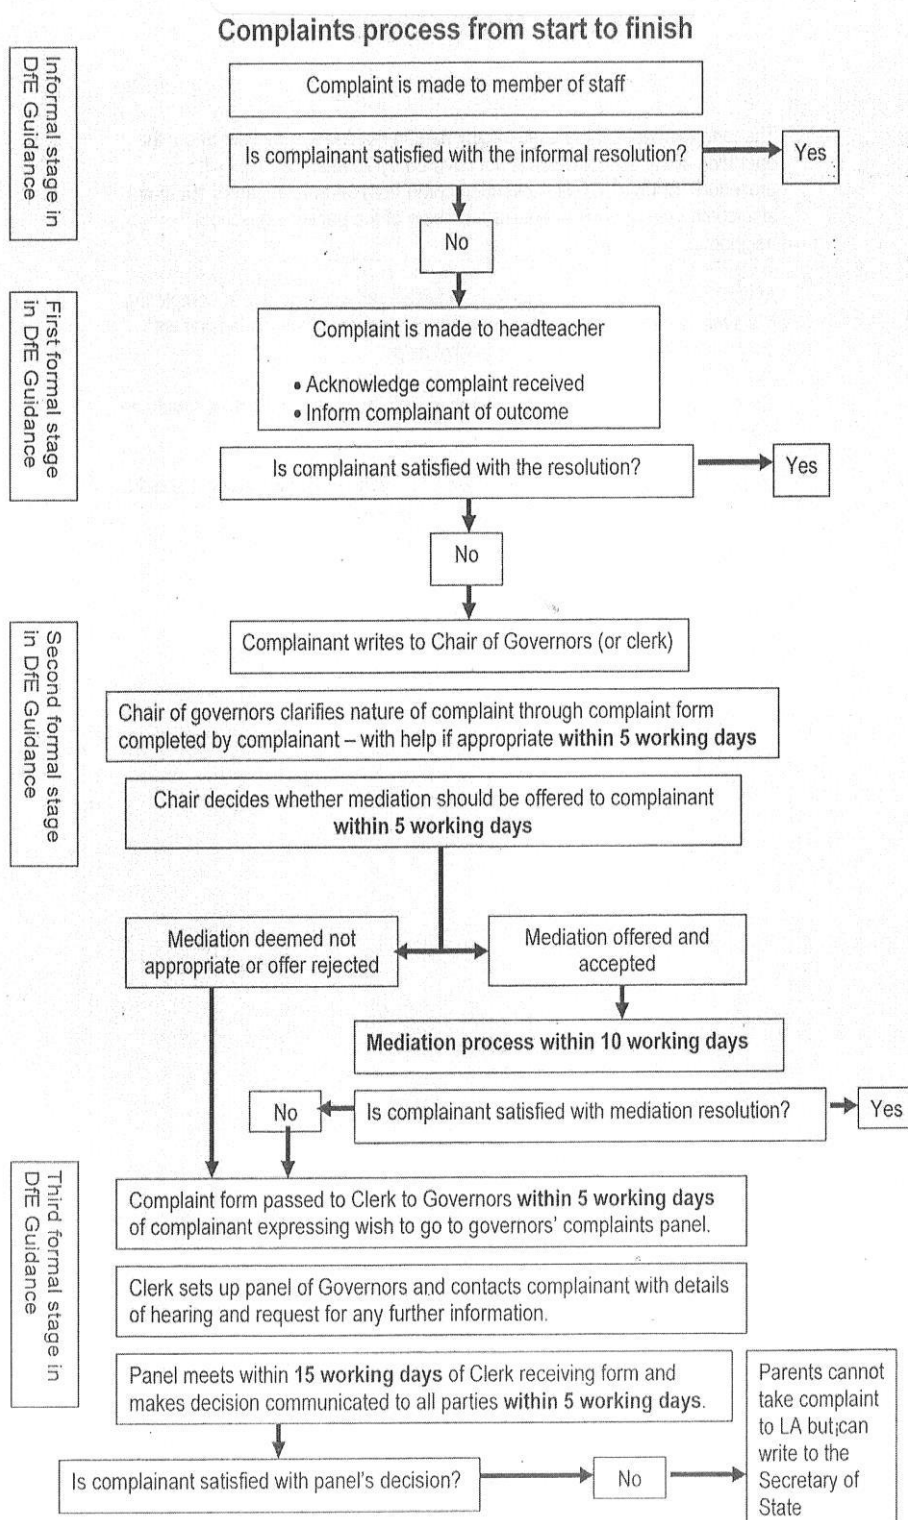 Complaints process from start to finish
Informal stage in
DfE Guidance
Complaint is made to member of staff
Is complainant satisfied with the informal resolution?
Yes
No
First formal stage
in DfE Guidance
Complaint is made to headteacher
• Acknowledge complaint received
• Inform complainant of outcome
Is complainant satisfied with the resolution?
Yes
No
Second formal stage
in DfE Guidance
Complainant writes to Chair of Governors (or clerk)
Chair of governors clarifies nature of complaint through complaint form
completed by complainant – with help if appropriate within 5 working days
Chair decides whether mediation should be offered to complainant
within 5 working days
Mediation deemed not
appropriate or offer rejected
Mediation offered and
accepted
Mediation process within 10 working days
Is complainant satisfied with mediation resolution?
No
Yes
Third formal stage in
DfE Guidance
Complaint form passed to Clerk to Governors within 5 working days
of complainant expressing wish to go to governors' complaints panel.
Clerk sets up panel of Governors and contacts complainant with details
of hearing and request for any further information.
Panel meets within 15 working days of Clerk receiving form and
makes decision communicated to all parties within 5 working days.
Is complainant satisfied with panel's decision?
No
Parents cannot
take complaint
to LA but can
write to the
Secretary of
State